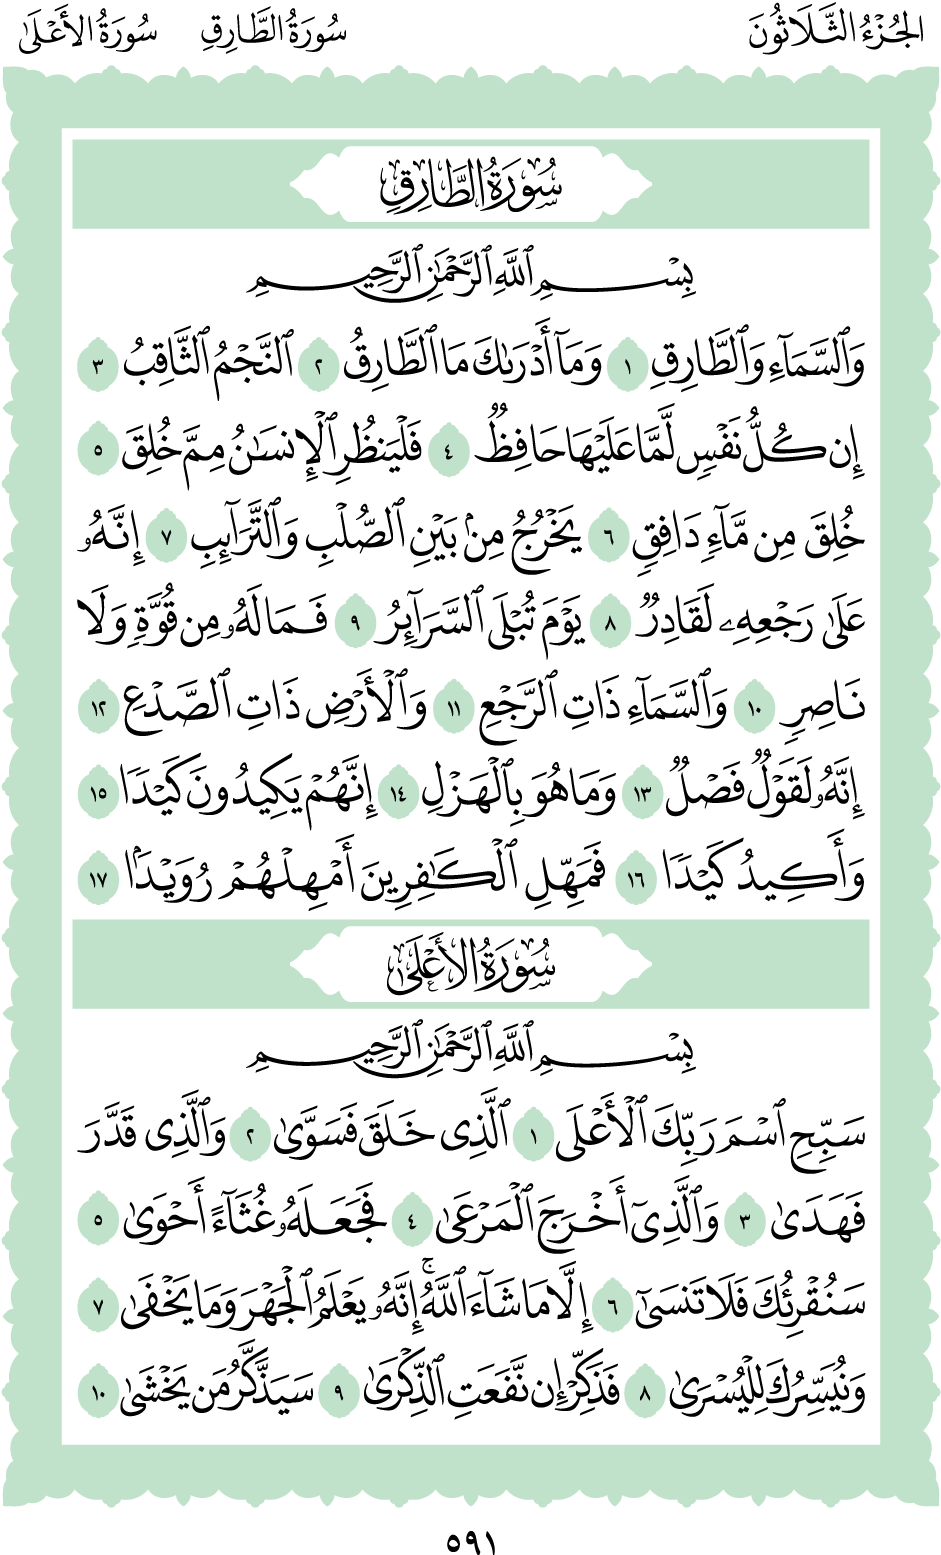 الجُزْءُ الثَّلَاثُونَ سُورَةُ الطَّارِقِ سُورَةُ الأَعْلَىٰ
سُورَةُ الطَّارِقِ
بِسْمِ ٱللَّهِ ٱلرَّحْمَٰنِ ٱلرَّحِيمِ
وَٱلسَّمَآءِ وَٱلطَّارِقِ ١ وَمَآ أَدْرَىٰكَ مَا ٱلطَّارِقُ ٢ ٱلنَّجْمُ ٱلثَّاقِبُ ٣
إِن كُلُّ نَفْسٍ لَّمَّا عَلَيْهَا حَافِظٌ ٤ فَلْيَنظُرِ ٱلْإِنسَٰنُ مِمَّ خُلِقَ ٥
خُلِقَ مِن مَّآءٍ دَافِقٍ ٦ يَخْرُجُ مِنۢ بَيْنِ ٱلصُّلْبِ وَٱلتَّرَآئِبِ ٧ إِنَّهُۥ
عَلَىٰ رَجْعِهِۦ لَقَادِرٌ ٨ يَوْمَ تُبْلَى ٱلسَّرَآئِرُ ٩ فَمَا لَهُۥ مِن قُوَّةٍ وَلَا
نَاصِرٍ ١٠ وَٱلسَّمَآءِ ذَاتِ ٱلرَّجْعِ ١١ وَٱلْأَرْضِ ذَاتِ ٱلصَّدْعِ ١٢
إِنَّهُۥ لَقَوْلٌ فَصْلٌ ١٣ وَمَا هُوَ بِٱلْهَزْلِ ١٤ إِنَّهُمْ يَكِيدُونَ كَيْدًا ١٥
وَأَكِيدُ كَيْدًا ١٦ فَمَهِّلِ ٱلْكَٰفِرِينَ أَمْهِلْهُمْ رُوَيْدَۢا ١٧
سُورَةُ الأَعْلَىٰ
بِسْمِ ٱللَّهِ ٱلرَّحْمَٰنِ ٱلرَّحِيمِ
سَبِّحِ ٱسْمَ رَبِّكَ ٱلْأَعْلَى ١ ٱلَّذِى خَلَقَ فَسَوَّىٰ ٢ وَٱلَّذِى قَدَّرَ
فَهَدَىٰ ٣ وَٱلَّذِىٓ أَخْرَجَ ٱلْمَرْعَىٰ ٤ فَجَعَلَهُۥ غُثَآءً أَحْوَىٰ ٥
سَنُقْرِئُكَ فَلَا تَنسَىٰٓ ٦ إِلَّا مَا شَآءَ ٱللَّهُ ۚ إِنَّهُۥ يَعْلَمُ ٱلْجَهْرَ وَمَا يَخْفَىٰ ٧
وَنُيَسِّرُكَ لِلْيُسْرَىٰ ٨ فَذَكِّرْ إِن نَّفَعَتِ ٱلذِّكْرَىٰ ٩ سَيَذَّكَّرُ مَن يَخْشَىٰ ١٠
٥٩١